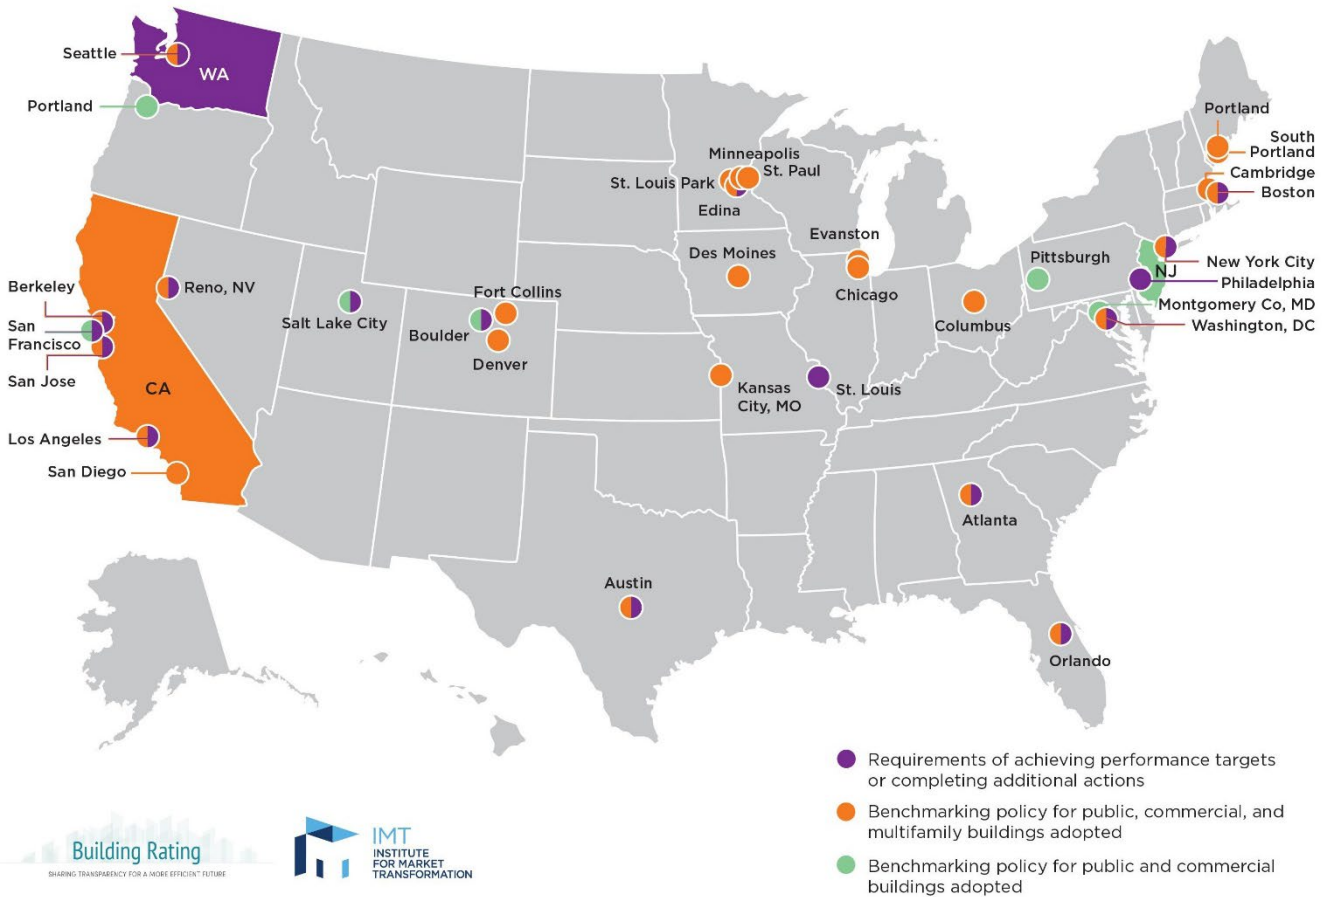 Seattle
WA
Portland
Berkeley
San
Francisco
San Jose
CA
Los Angeles
San Diego
Reno, NV
Salt Lake City
Fort Collins
Boulder
Denver
Minneapolis
St. Paul
St. Louis Park
Edina
Des Moines
Evanston
Chicago
Kansas
City, MO
St. Louis
Columbus
Pittsburgh
Austin
Atlanta
Orlando
Portland
South
Portland
Cambridge
Boston
New York City
NJ
Philadelphia
Montgomery Co, MD
Washington, DC
Requirements of achieving performance targets
or completing additional actions
Benchmarking policy for public, commercial, and
multifamily buildings adopted
Benchmarking policy for public and commercial
buildings adopted
Building Rating
SHARING TRANSPARENCY FOR A MORE EFFICIENT FUTURE
IMT
INSTITUTE
FOR MARKET
TRANSFORMATION